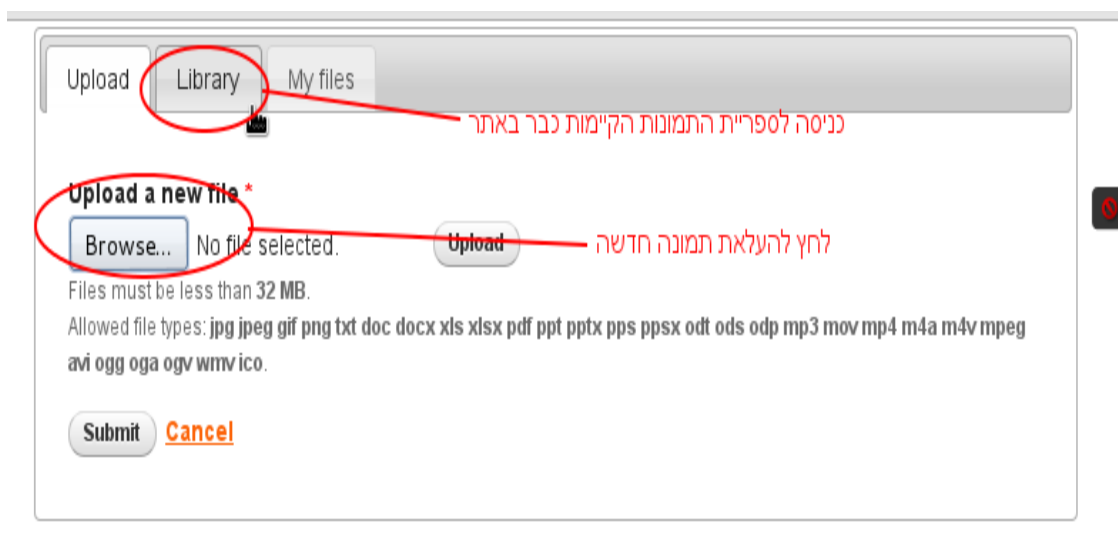 Upload Library My files
כניסה לספריית התמונות הקיימות כבר באתר
Upload a new file *
Browse... No file selected. Upload
לחץ להעלאת תמונה חדשה
Files must be less than 32 MB.
Allowed file types: jpg jpeg gif png txt doc docx xls xlsx pdf ppt pptx pps ppsx odt ods odp mp3 mov mp4 m4a m4v mpeg
avi ogg oga ogv wmv ico.
Submit Cancel